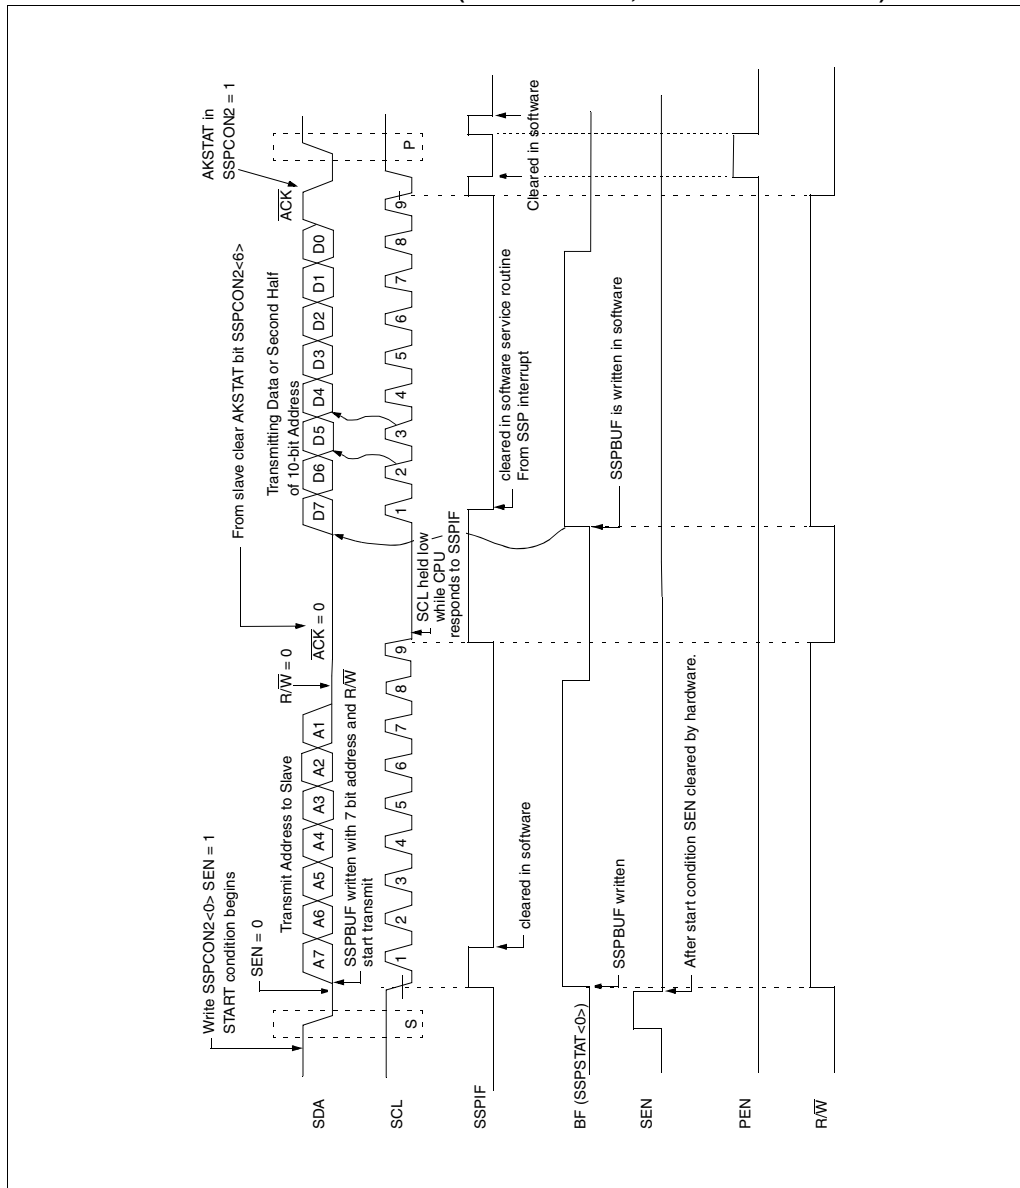 Write SSPCON2<0> SEN = 1
START condition begins
SEN = 0
Transmit Address to Slave
R/W = 0
From slave clear AKSTAT bit SSPCON2<6>
Transmitting Data or Second Half
of 10-bit Address
AKSTAT in
SSPCON2 = 1
ACK = 0
ACK
SDA
A7 A6 A5 A4 A3 A2 A1
D7 D6 D5 D4 D3 D2 D1 D0
SSPBUF written with 7 bit address and R/W
start transmit
SCL
S
1 2 3 4 5 6 7 8 9
1 2 3 4 5 6 7 8 9
P
SCL held low
while CPU
responds to SSPIF
SSPIF
cleared in software
cleared in software service routine
From SSP interrupt
Cleared in software
BF (SSPSTAT<0>)
SSPBUF written
SSPBUF is written in software
SEN
After start condition SEN cleared by hardware.
PEN
R/W